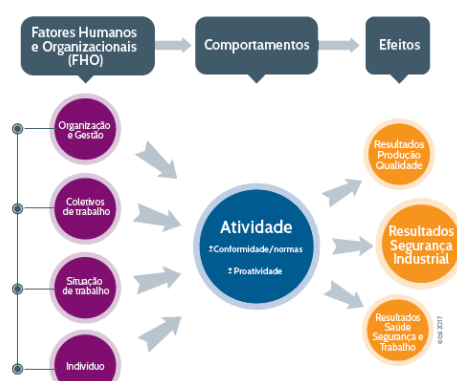 Fatores Humanos
e Organizacionais
(FHO)
Comportamentos
Efeitos
Organização
e Gestão
Coletivos
de trabalho
Situação
de trabalho
Indivíduo
Atividade
±Conformidade/normas
±Proatividade
Resultados
Produção
Qualidade
Resultados
Segurança
Industrial
Resultados
Saúde
Segurança e
Trabalho
©Icsi 2017